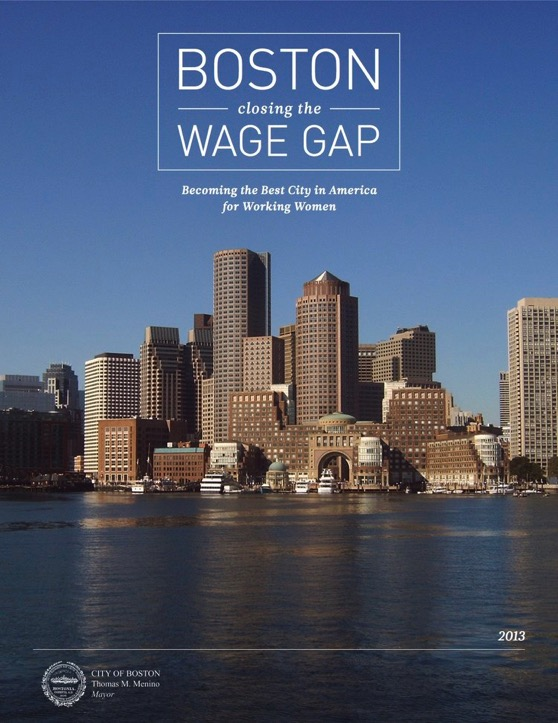 BOSTON
closing the
WAGE GAP
Becoming the Best City in America
for Working Women
2013
CITY OF BOSTON
Thomas M. Menino
Mayor